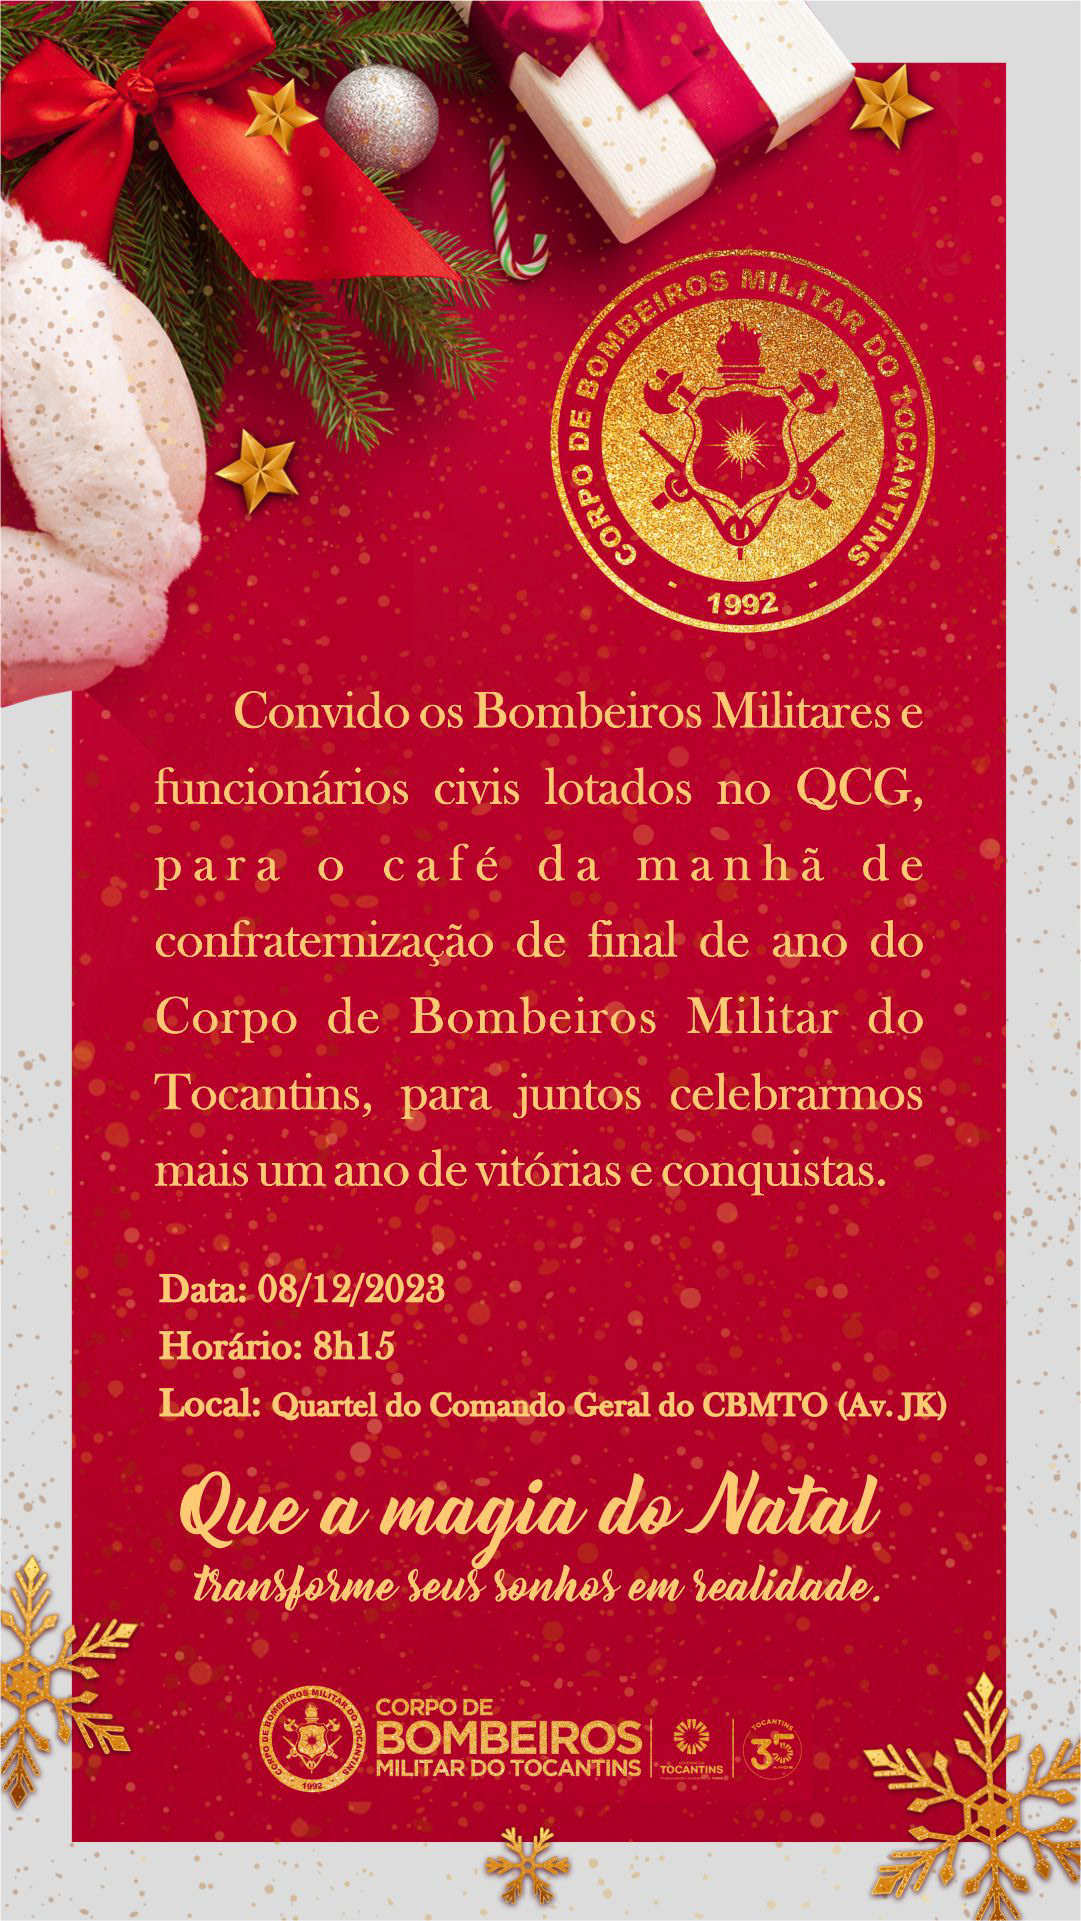 CORPO DE BOMBEIROS MILITAR DO TOCANTINS
- 1992 -
Convido os Bombeiros Militares e
funcionários civis lotados no QCG,
para o café da manhã de
confraternização de final de ano do
Corpo de Bombeiros Militar do
Tocantins, para juntos celebrarmos
mais um ano de vitórias e conquistas.
Data: 08/12/2023
Horário: 8h15
Local: Quartel do Comando Geral do CBMTO (Av. JK)
Que a magia do Natal
transforme seus sonhos em realidade.
CORPO DE BOMBEIROS MILITAR DO TOCANTINS
1992
CORPO DE
BOMBEIROS
MILITAR DO TOCANTINS
TOCANTINS
TOCANTINS
35
ANOS